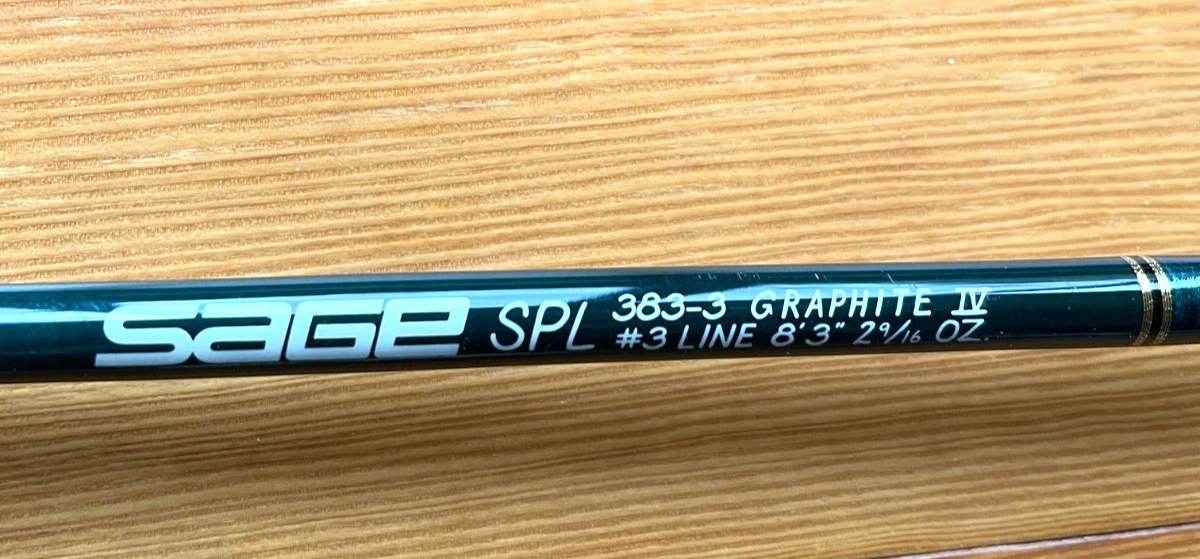 SAGE SPL 383-3 GRAPHITE IV
#3 LINE 8'3" 2 9/16 OZ.